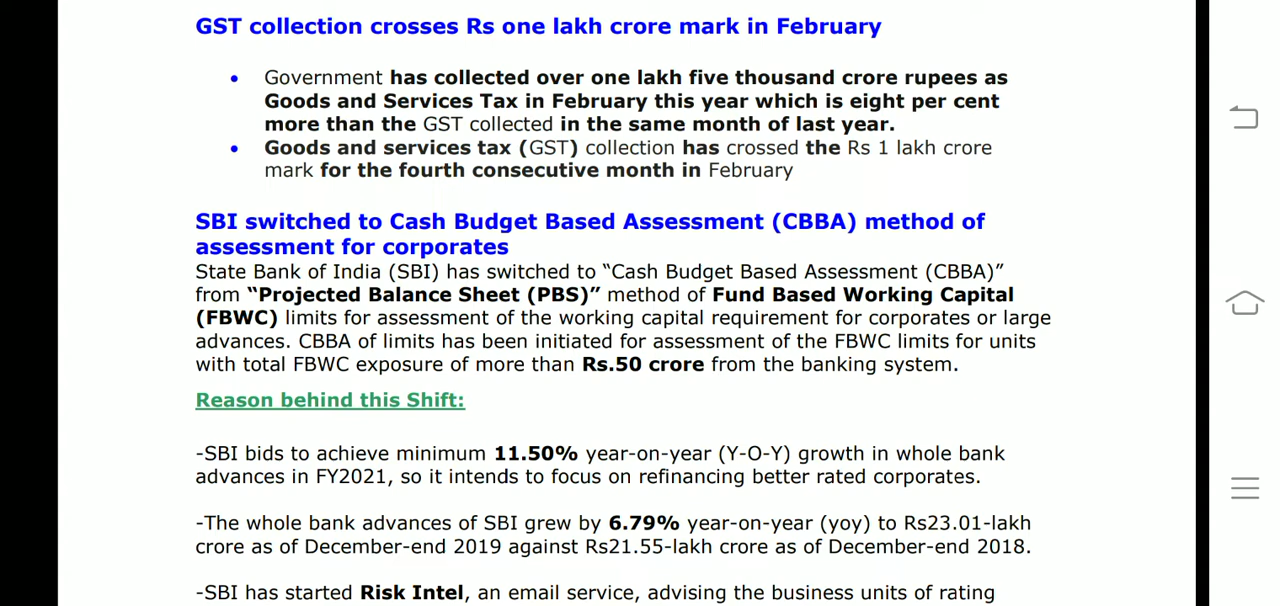 GST collection crosses Rs one lakh crore mark in February
• Government has collected over one lakh five thousand crore rupees as
Goods and Services Tax in February this year which is eight per cent
more than the GST collected in the same month of last year.
• Goods and services tax (GST) collection has crossed the Rs 1 lakh crore
mark for the fourth consecutive month in February
SBI switched to Cash Budget Based Assessment (CBBA) method of
assessment for corporates
State Bank of India (SBI) has switched to “Cash Budget Based Assessment (CBBA)”
from “Projected Balance Sheet (PBS)” method of Fund Based Working Capital
(FBWC) limits for assessment of the working capital requirement for corporates or large
advances. CBBA of limits has been initiated for assessment of the FBWC limits for units
with total FBWC exposure of more than Rs.50 crore from the banking system.
Reason behind this Shift:
-SBI bids to achieve minimum 11.50% year-on-year (Y-O-Y) growth in whole bank
advances in FY2021, so it intends to focus on refinancing better rated corporates.
-The whole bank advances of SBI grew by 6.79% year-on-year (yoy) to Rs23.01-lakh
crore as of December-end 2019 against Rs21.55-lakh crore as of December-end 2018.
-SBI has started Risk Intel, an email service, advising the business units of rating